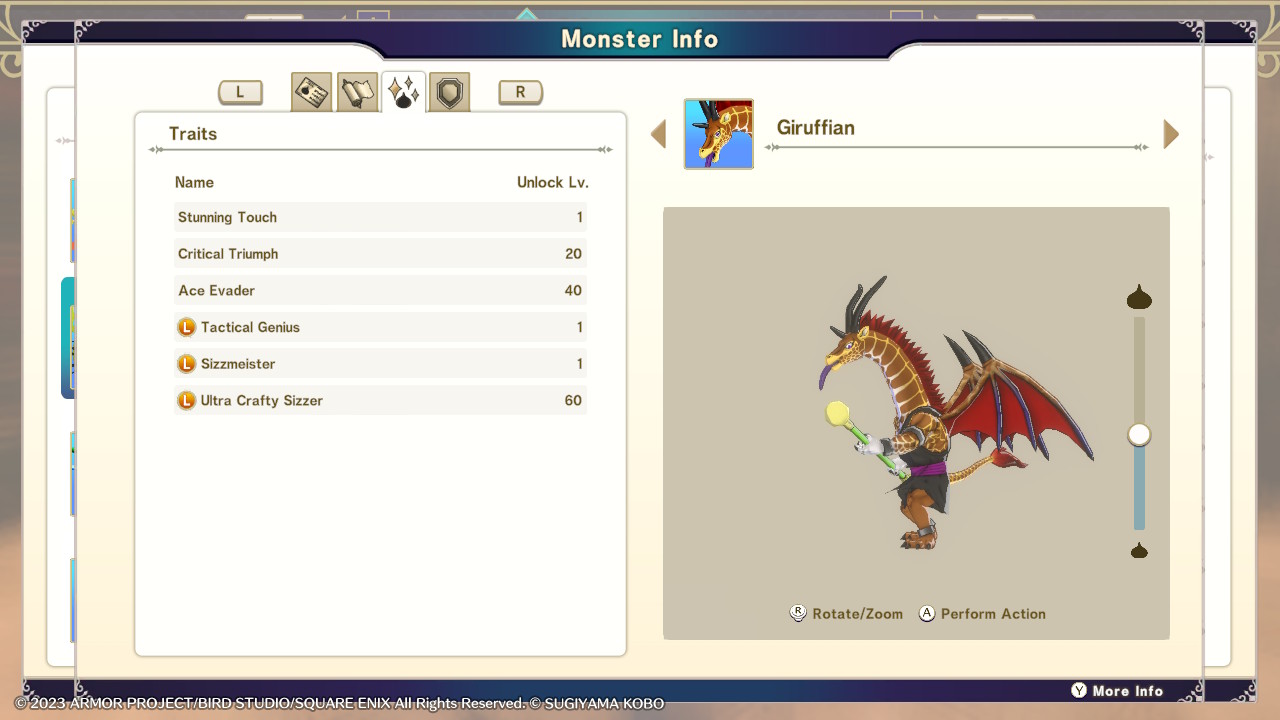 Monster Info
L
R
Traits
Name Unlock Lv.
Stunning Touch 1
Critical Triumph 20
Ace Evader 40
L Tactical Genius 1
L Sizzmeister 1
L Ultra Crafty Sizzer 60
Giruffian
R Rotate/Zoom A Perform Action
Y More Info
© 2023 ARMOR PROJECT/BIRD STUDIO/SQUARE ENIX All Rights Reserved. © SUGIYAMA KOBO